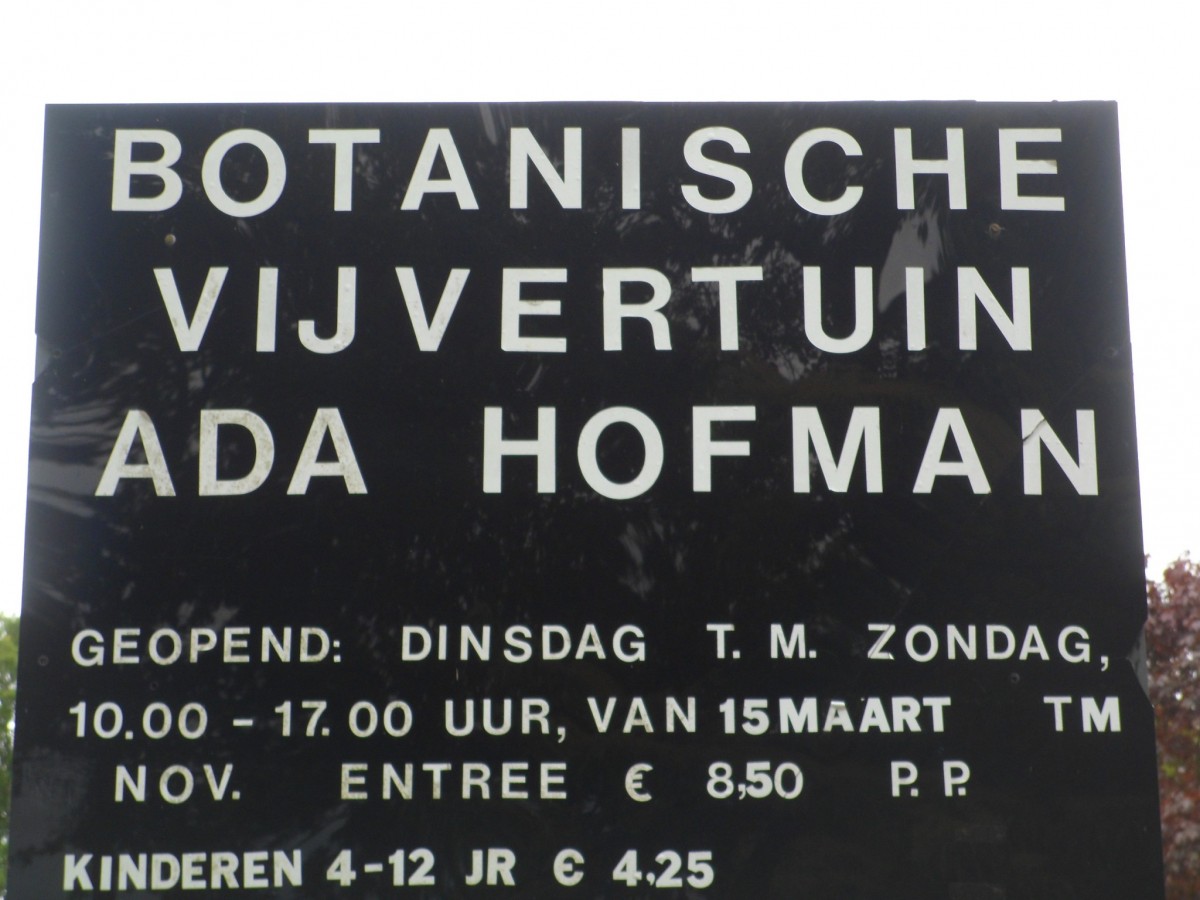 BOTANISCHE
VIJVERTUIN
ADA HOFMAN
GEOPEND: DINSDAG T. M. ZONDAG,
10.00 - 17.00 UUR, VAN 15 MAART TM
NOV. ENTREE € 8,50 P. P.
KINDEREN 4-12 JR € 4,25